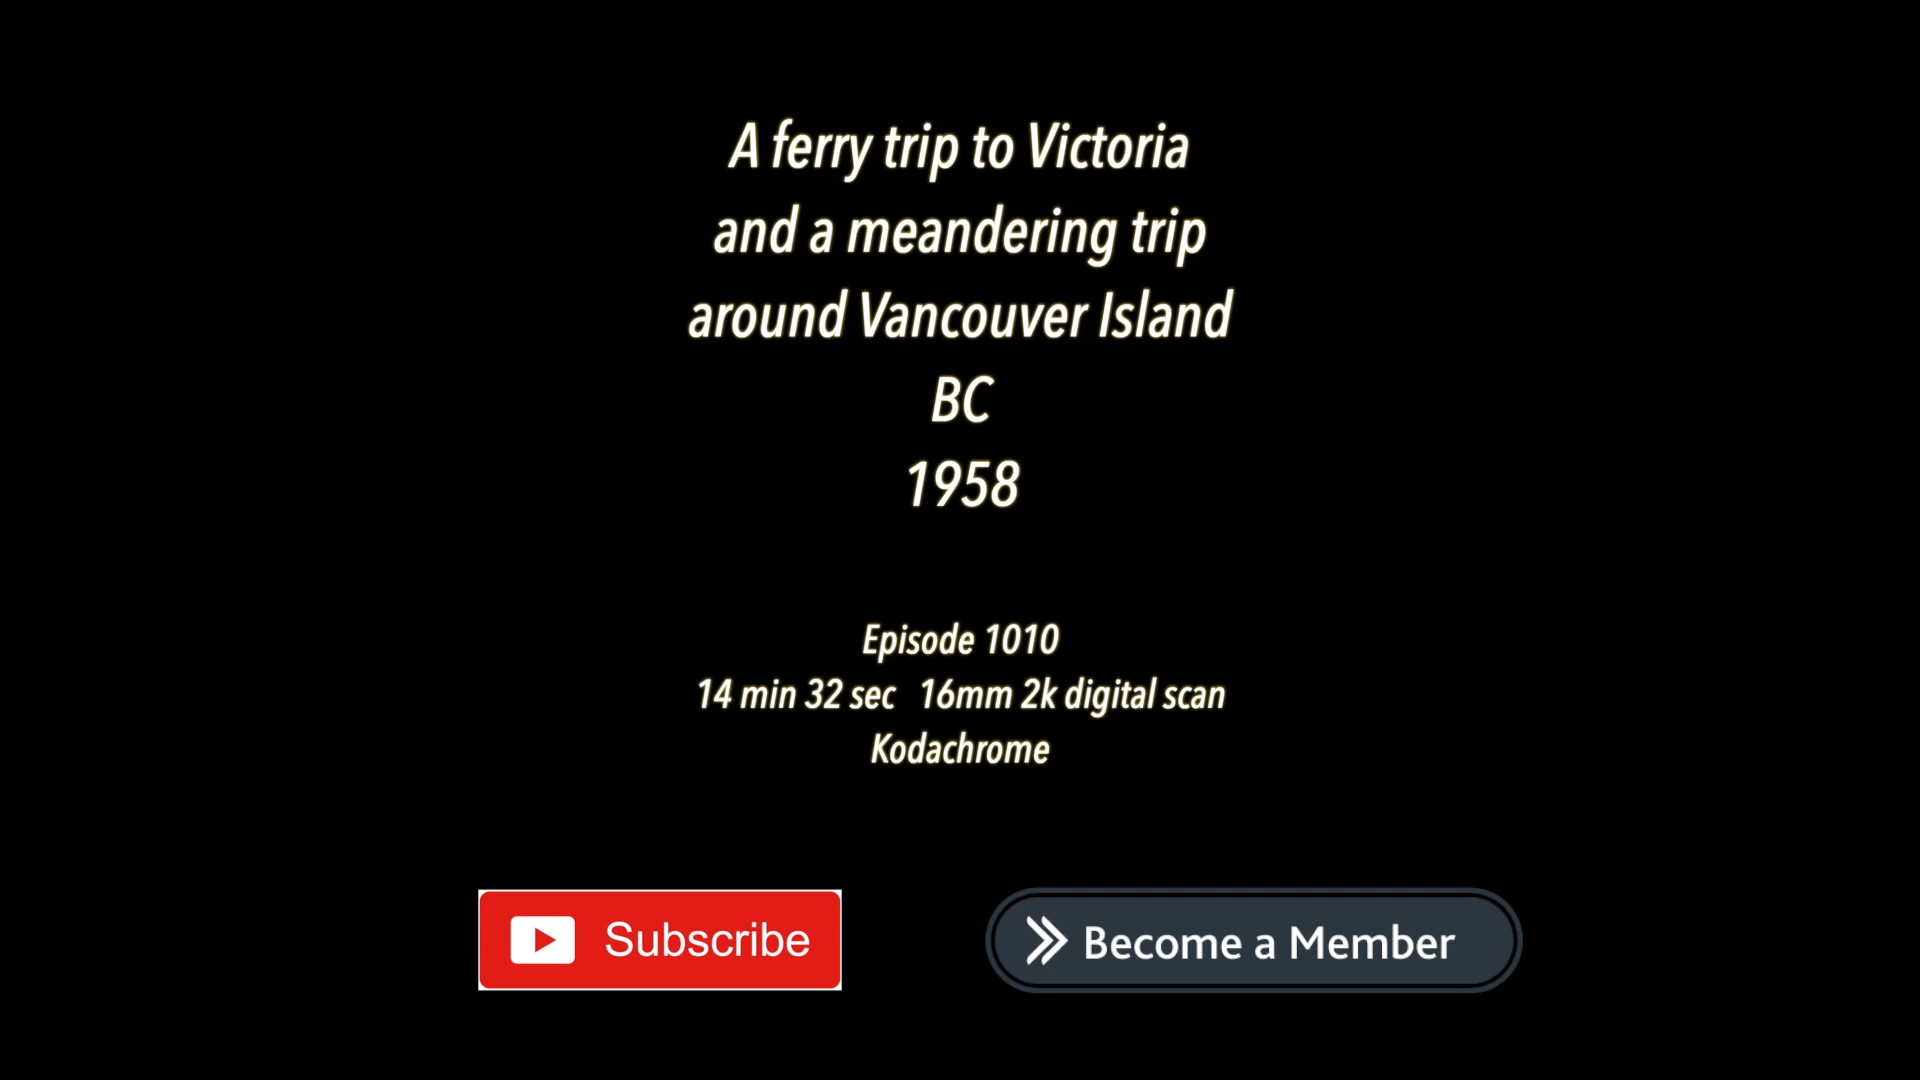 A ferry trip to Victoria
and a meandering trip
around Vancouver Island
BC
1958
Episode 1010
14 min 32 sec 16mm 2k digital scan
Kodachrome
Subscribe
Become a Member